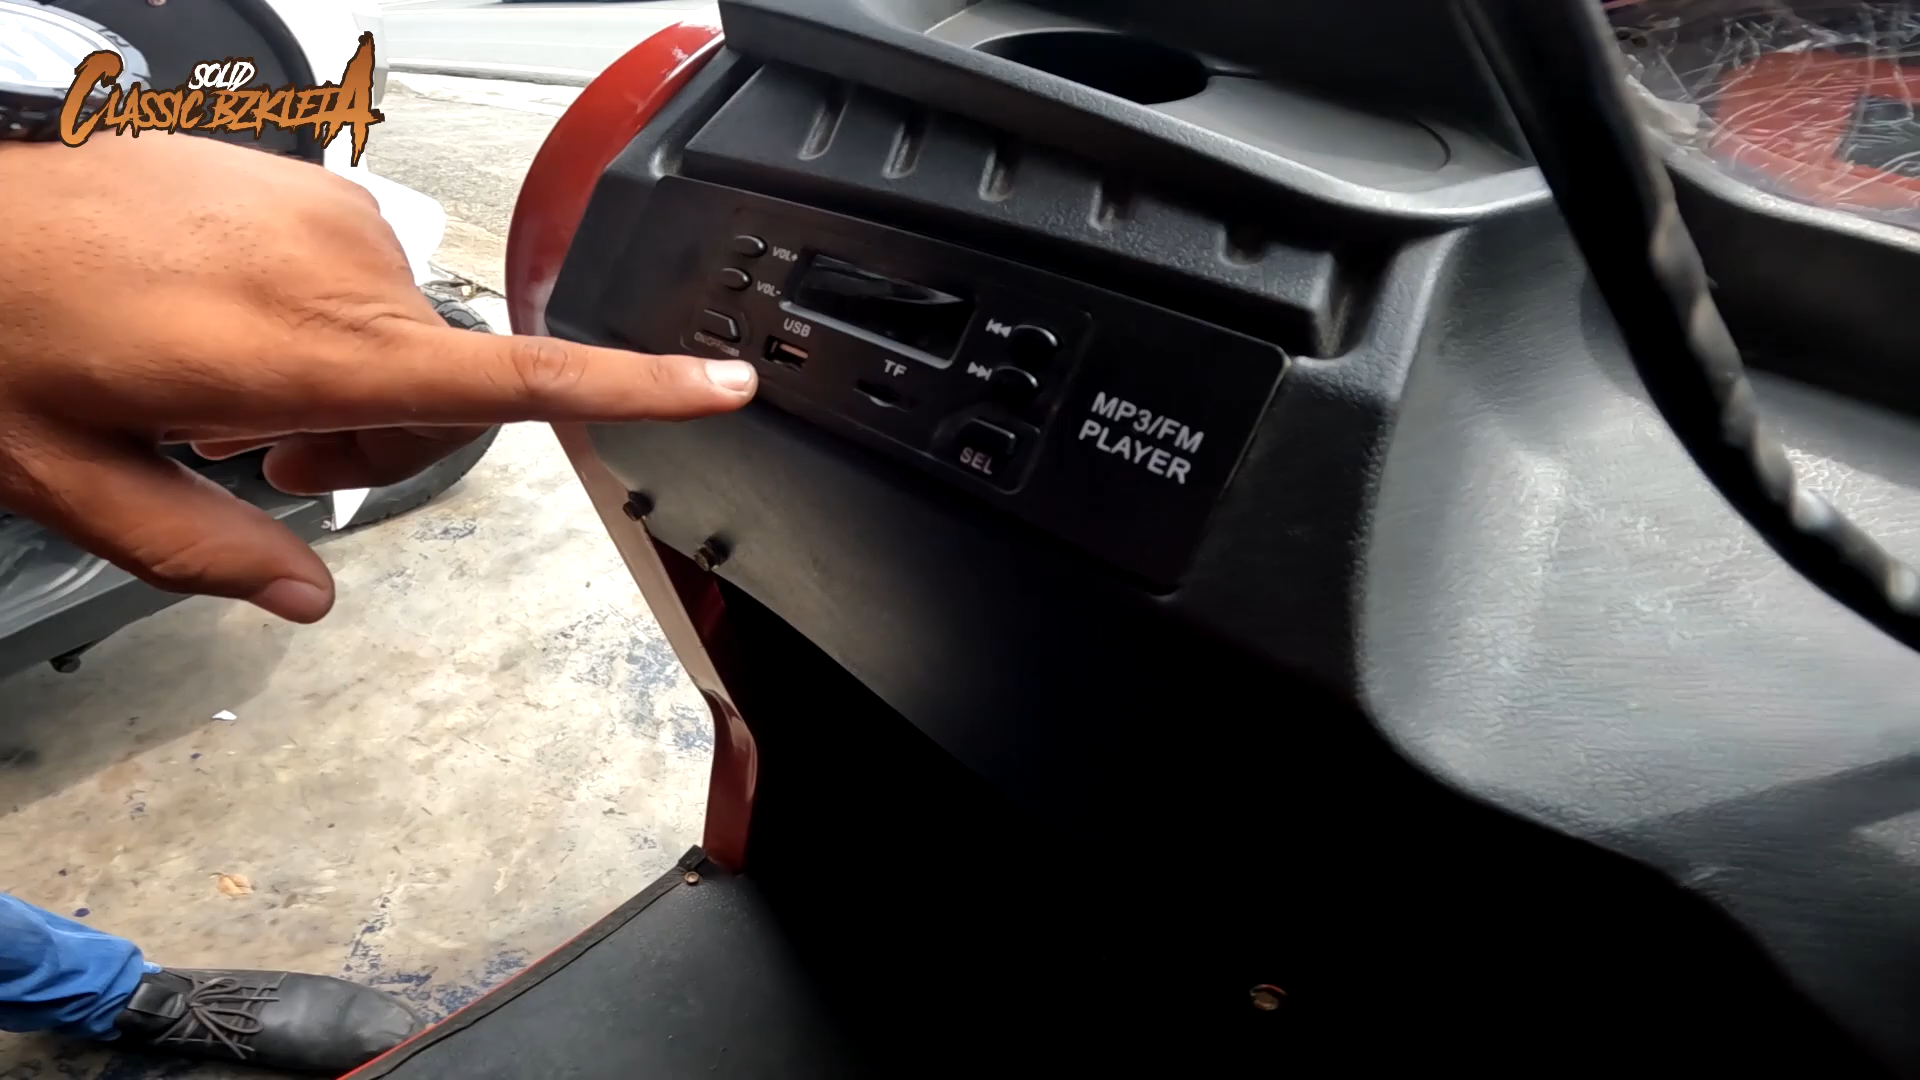 SOLID
CLASSIC BZKLETA
VOL+
VOL-
USB
TF
SEL
MP3/FM
PLAYER